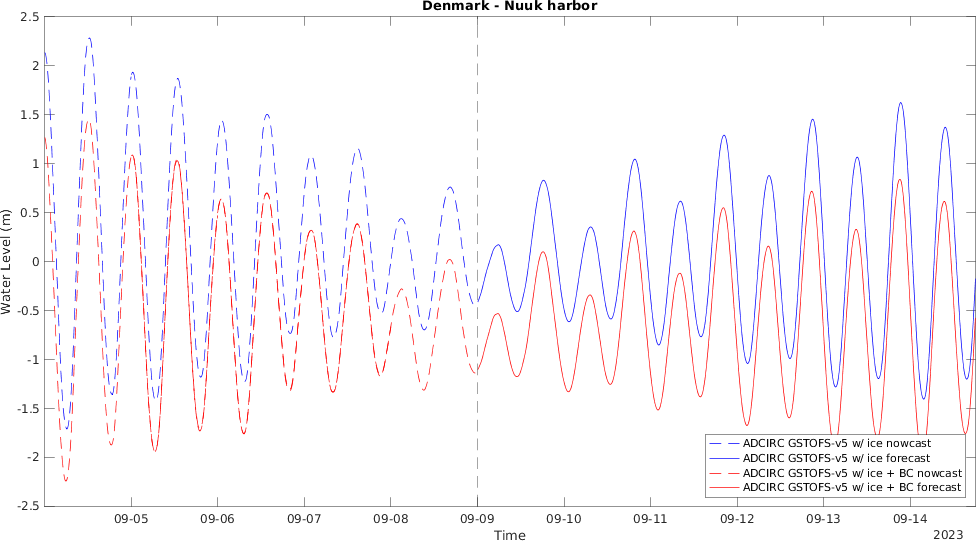 Denmark - Nuuk harbor
2.5
2
1.5
1
0.5
0
-0.5
-1
-1.5
-2
-2.5
Water Level (m)
ADCIRC GSTOFS-v5 w/ ice nowcast
ADCIRC GSTOFS-v5 w/ ice forecast
ADCIRC GSTOFS-v5 w/ ice + BC nowcast
ADCIRC GSTOFS-v5 w/ ice + BC forecast
09-05 09-06 09-07 09-08 09-09 09-10 09-11 09-12 09-13 09-14
Time
2023